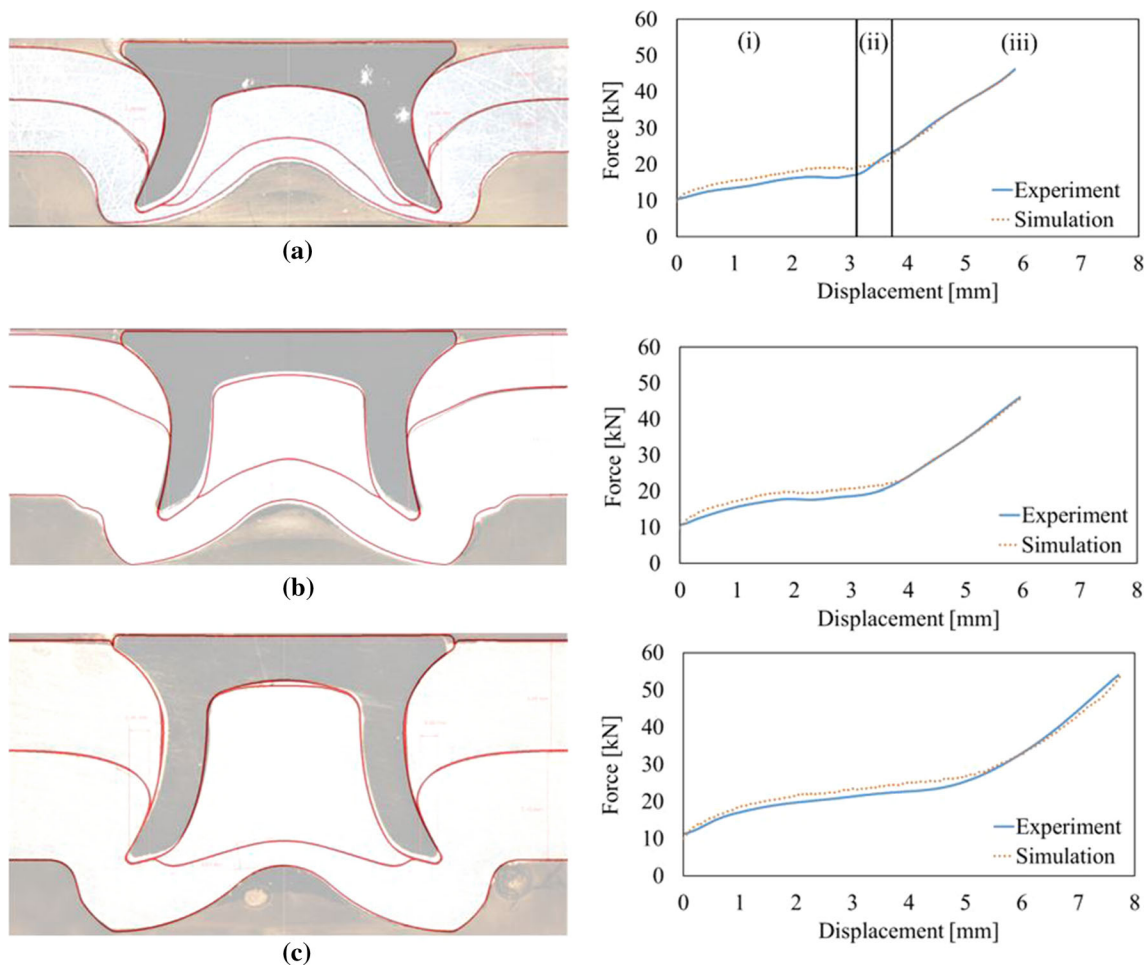 60
50
40
30
20
10
0
Force [kN]
(i)
(ii)
(iii)
Experiment
Simulation
0 1 2 3 4 5 6 7 8
Displacement [mm]
(a)
60
50
40
30
20
10
0
Force [kN]
Experiment
Simulation
0 1 2 3 4 5 6 7 8
Displacement [mm]
(b)
60
50
40
30
20
10
0
Force [kN]
Experiment
Simulation
0 1 2 3 4 5 6 7 8
Displacement [mm]
(c)